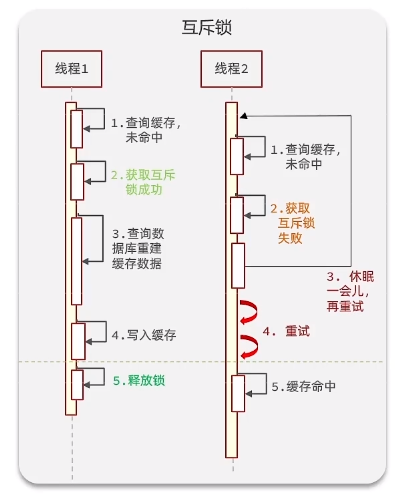 互斥锁
线程1
线程2
1.查询缓存，
未命中
2.获取互斥
锁成功
3.查询数
据库重建
缓存数据
4.写入缓存
5.释放锁
1.查询缓存，
未命中
2.获取
互斥锁
失败
3. 休眠
一会儿，
再重试
4. 重试
5.缓存命中